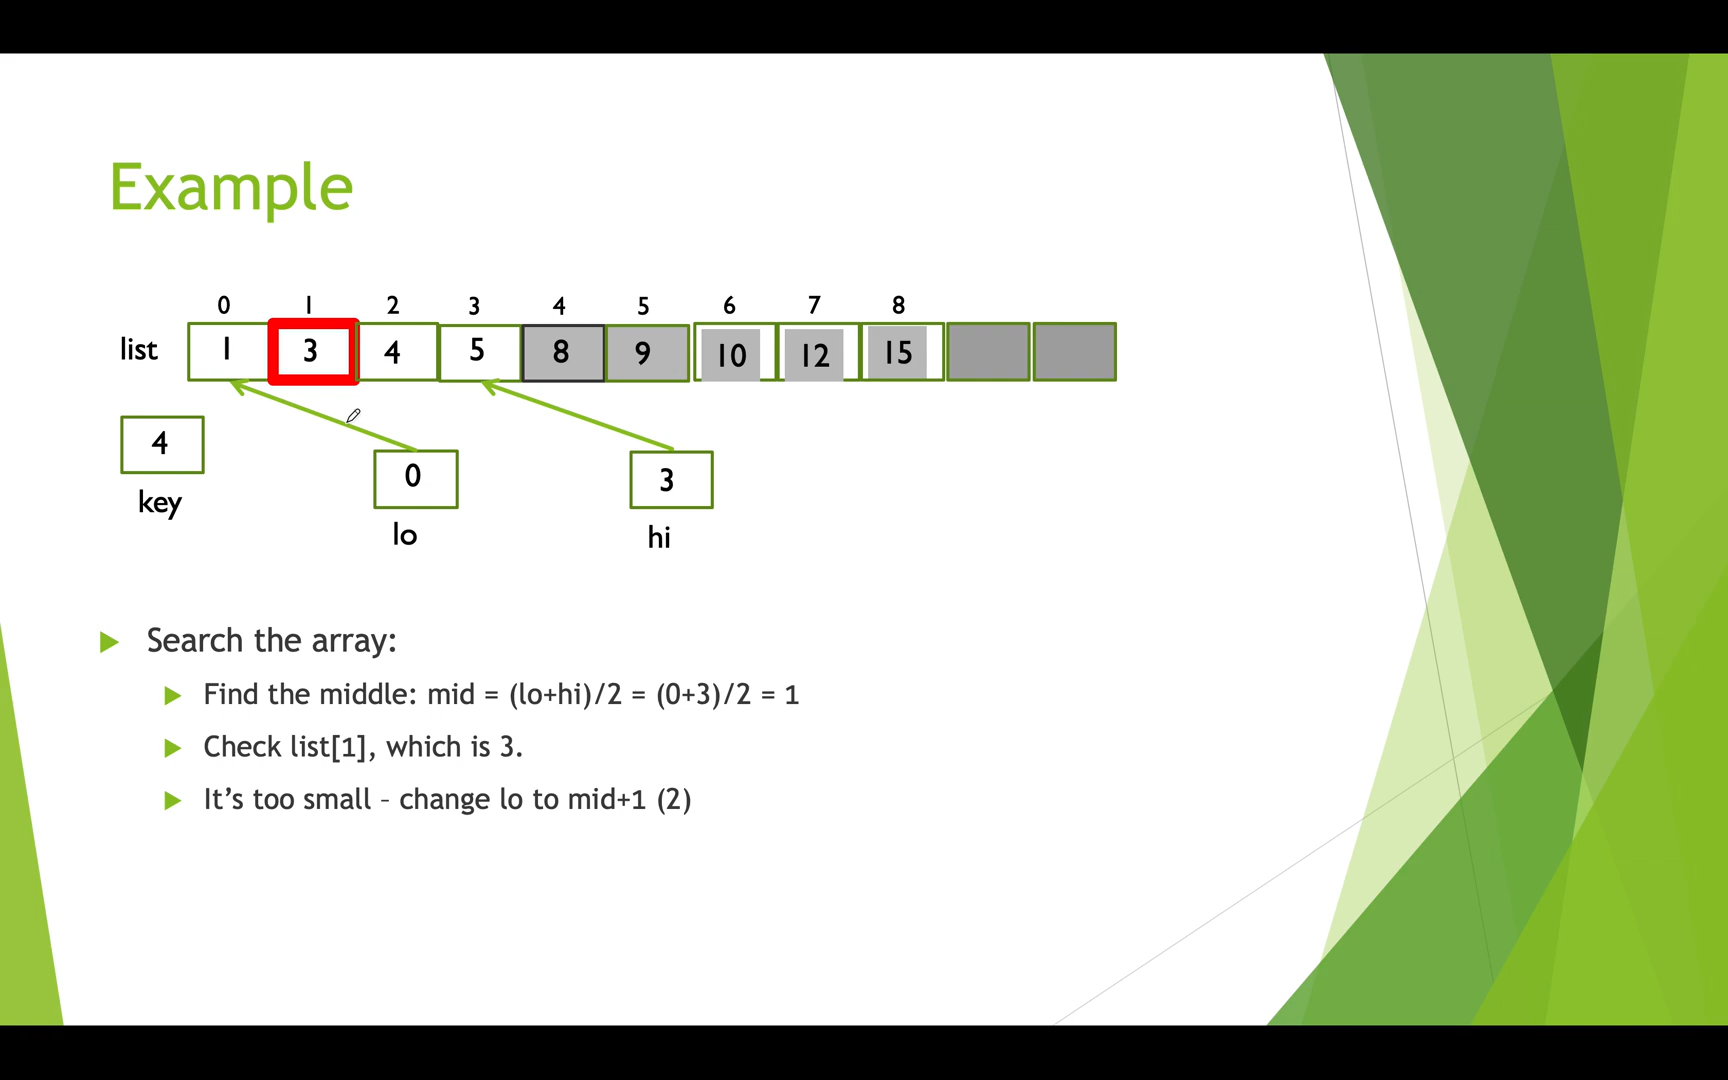 Example
0 1 2 3 4 5 6 7 8
list 1 3 4 5 8 9 10 12 15
4
key
0
lo
3
hi
Search the array:
Find the middle: mid = (lo+hi)/2 = (0+3)/2 = 1
Check list[1], which is 3.
It’s too small – change lo to mid+1 (2)